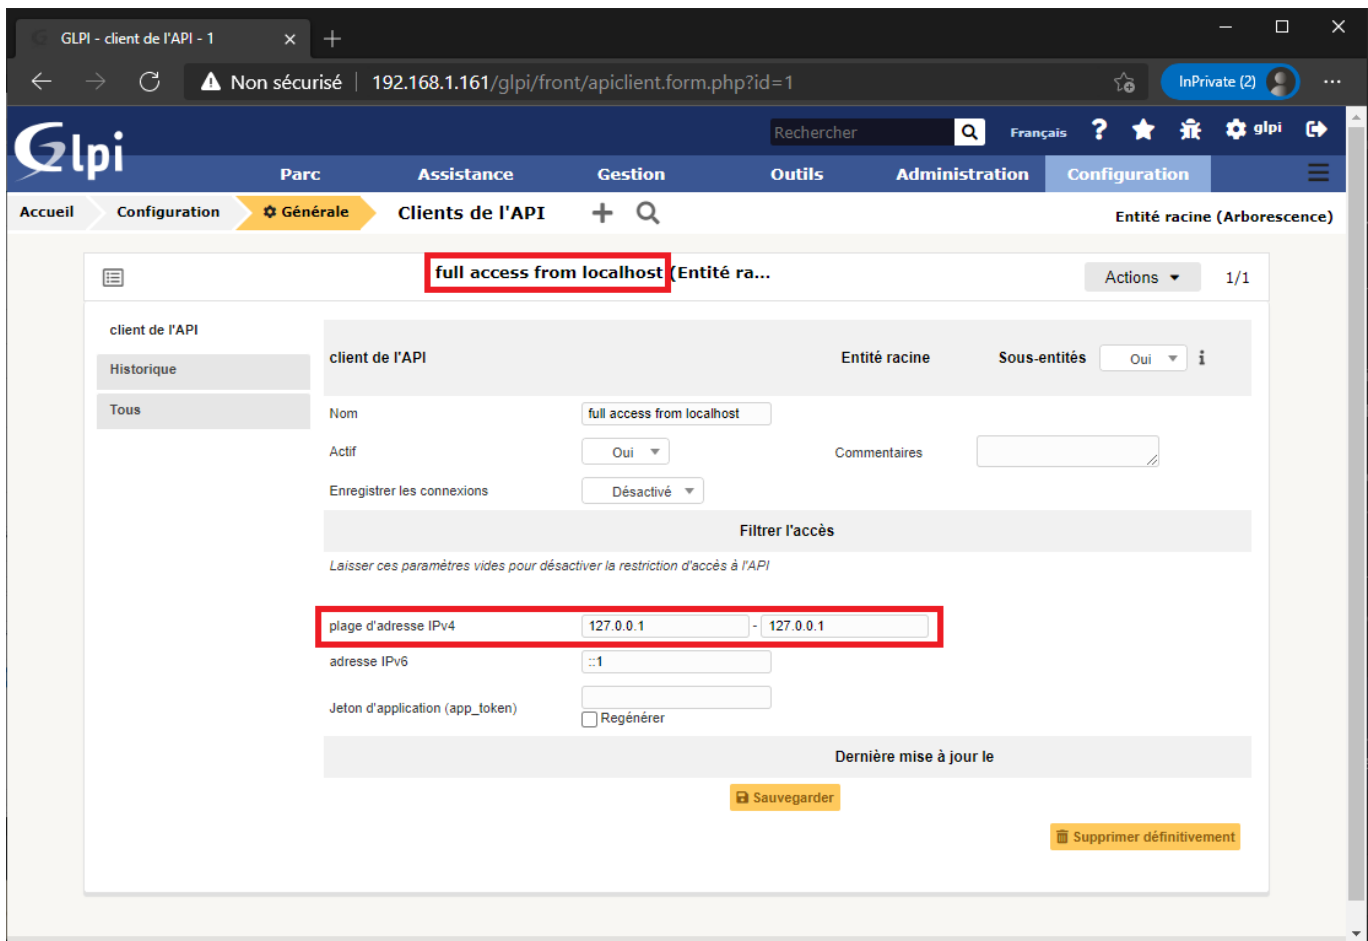 GLPI - client de l'API - 1
Non sécurisé 192.168.1.161/glpi/front/apiclient.form.php?id=1 InPrivate (2)
Glpi Rechercher Français ? glpi
Parc Assistance Gestion Outils Administration Configuration
Accueil Configuration Générale Clients de l'API Entité racine (Arborescence)
full access from localhost (Entité ra... Actions 1/1
client de l'API
Historique
Tous
client de l'API Entité racine Sous-entités Oui i
Nom full access from localhost
Actif Oui Commentaires
Enregistrer les connexions Désactivé
Filtrer l'accès
Laisser ces paramètres vides pour désactiver la restriction d'accès à l'API
plage d'adresse IPv4 127.0.0.1 - 127.0.0.1
adresse IPv6 ::1
Jeton d'application (app_token)
Regénérer
Dernière mise à jour le
Sauvegarder
Supprimer définitivement